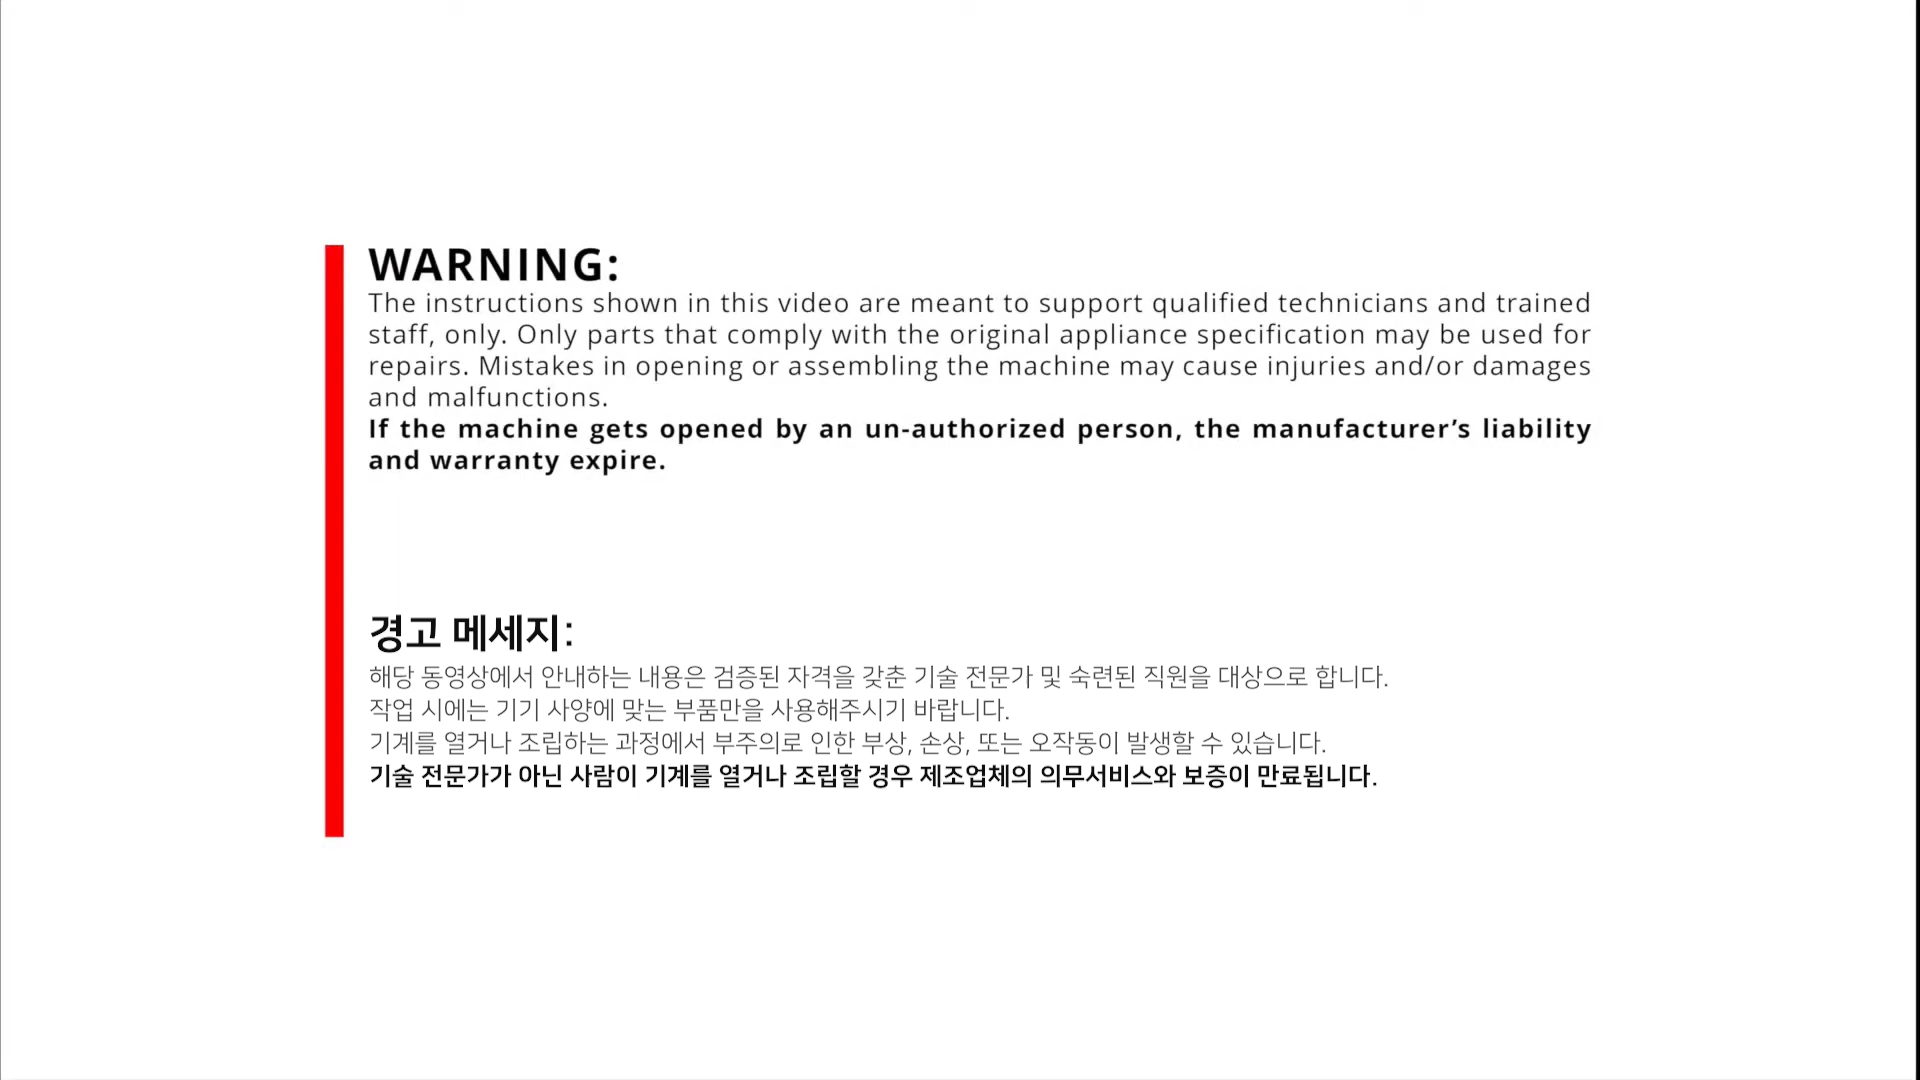 WARNING:
The instructions shown in this video are meant to support qualified technicians and trained
staff, only. Only parts that comply with the original appliance specification may be used for
repairs. Mistakes in opening or assembling the machine may cause injuries and/or damages
and malfunctions.
If the machine gets opened by an un-authorized person, the manufacturer’s liability
and warranty expire.
경고 메세지:
해당 동영상에서 안내하는 내용은 검증된 자격을 갖춘 기술 전문가 및 숙련된 직원을 대상으로 합니다.
작업 시에는 기기 사양에 맞는 부품만을 사용해주시기 바랍니다.
기계를 열거나 조립하는 과정에서 부주의로 인한 부상, 손상, 또는 오작동이 발생할 수 있습니다.
기술 전문가가 아닌 사람이 기계를 열거나 조립할 경우 제조업체의 의무서비스와 보증이 만료됩니다.